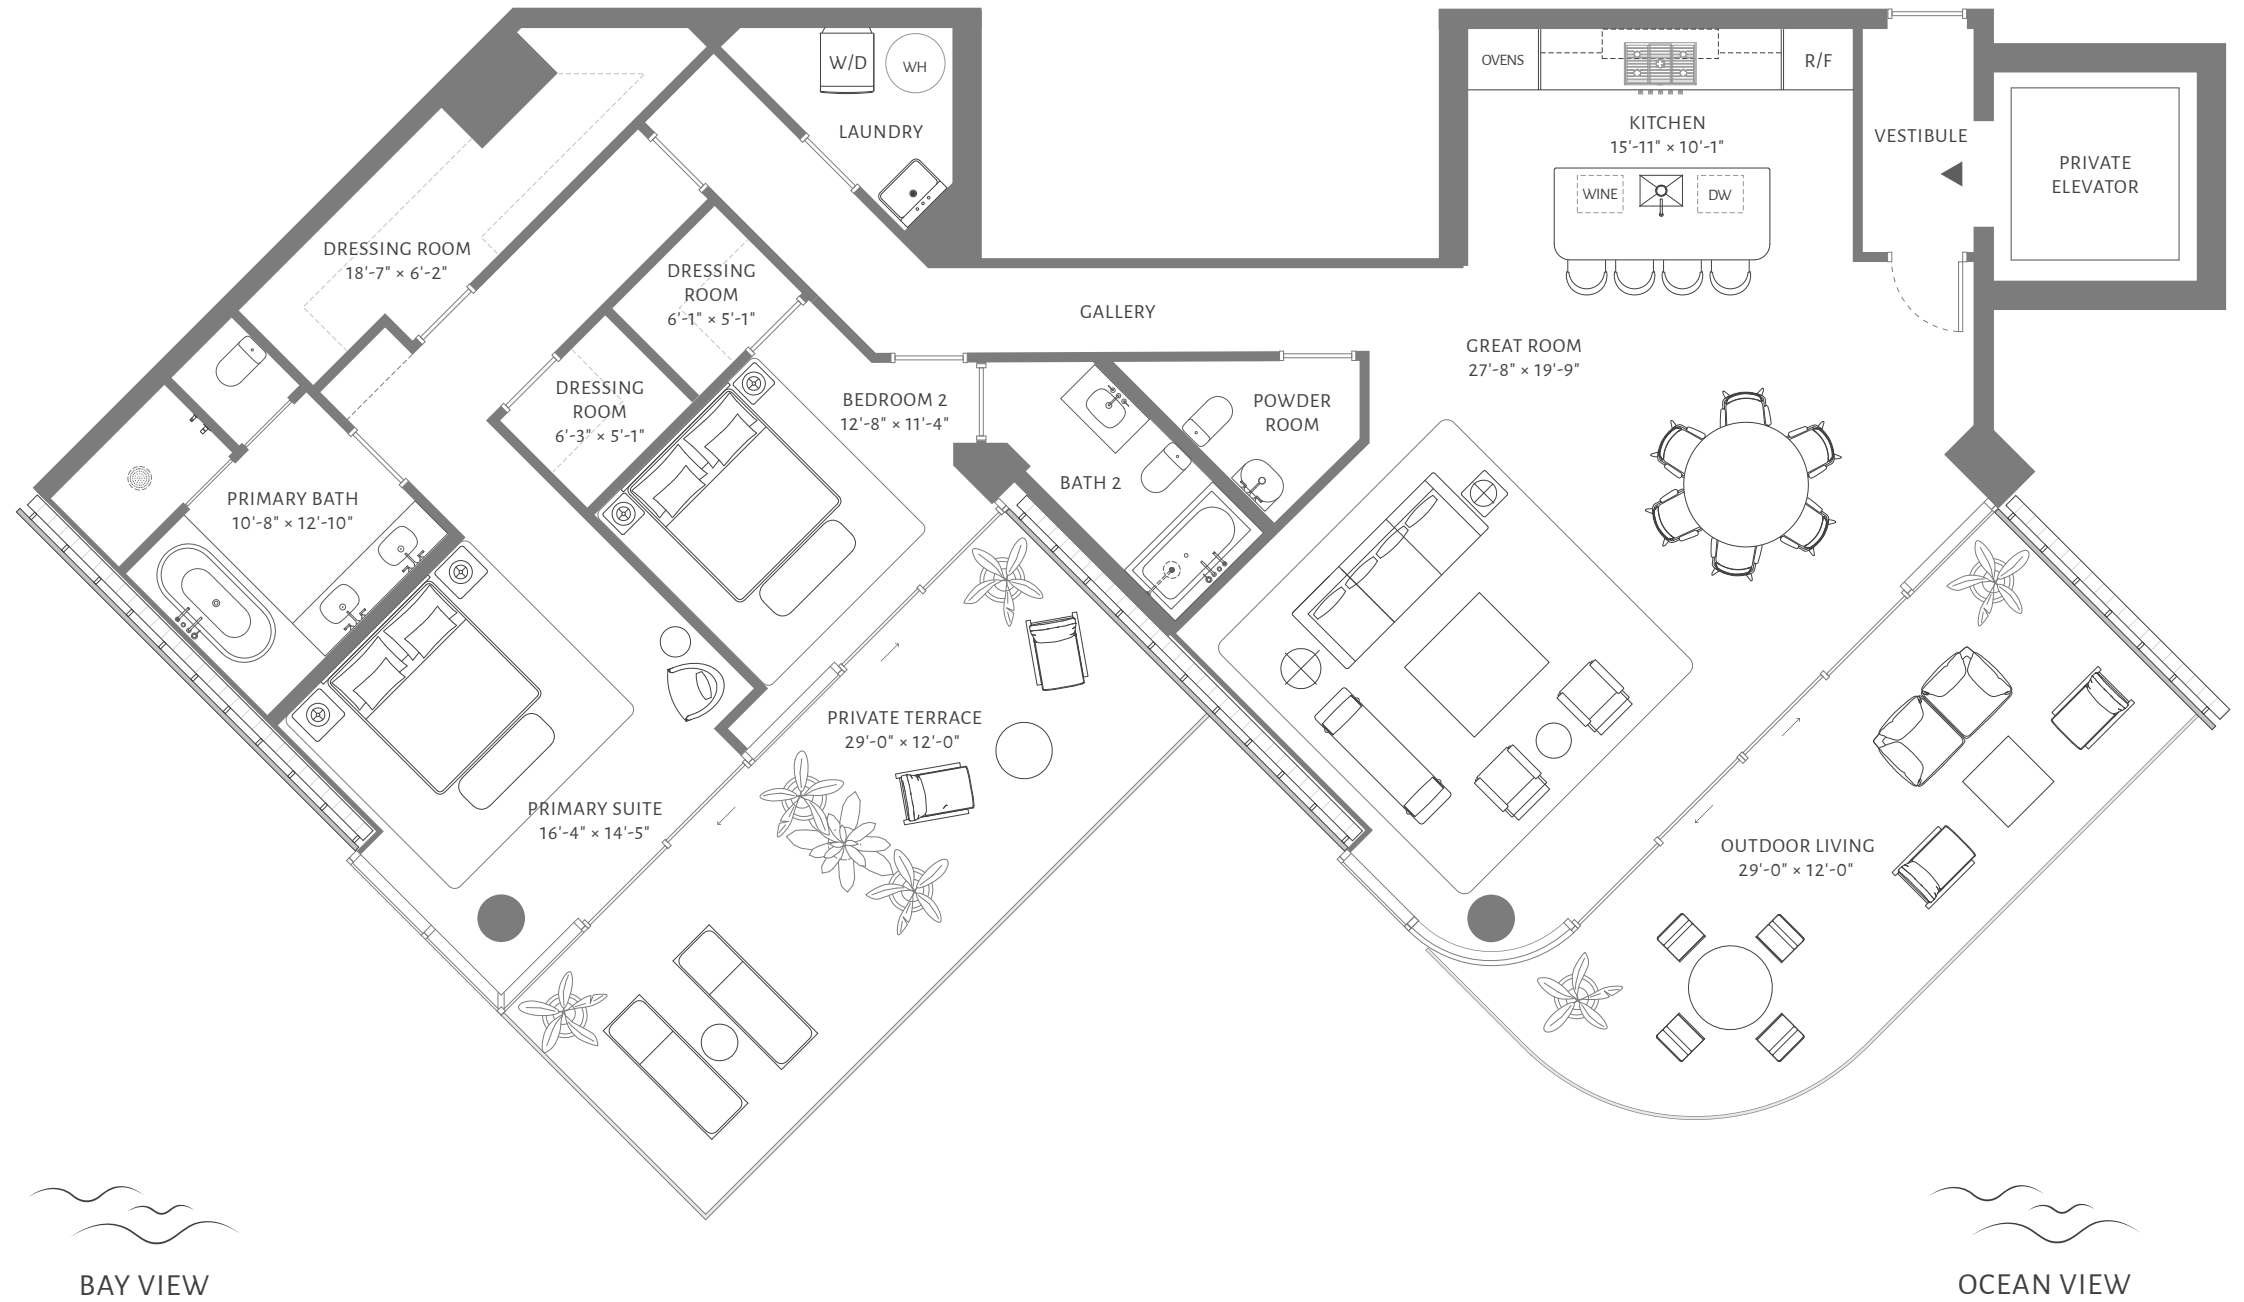 W/D
WH
LAUNDRY
OVENS
R/F
KITCHEN
15'-11" × 10'-1"
WINE
DW
VESTIBULE
PRIVATE
ELEVATOR
DRESSING ROOM
18'-7" × 6'-2"
DRESSING
ROOM
6'-1" × 5'-1"
GALLERY
GREAT ROOM
27'-8" × 19'-9"
DRESSING
ROOM
6'-3" × 5'-1"
BEDROOM 2
12'-8" × 11'-4"
POWDER
ROOM
BATH 2
PRIMARY BATH
10'-8" × 12'-10"
PRIVATE TERRACE
29'-0" × 12'-0"
PRIMARY SUITE
16'-4" × 14'-5"
OUTDOOR LIVING
29'-0" × 12'-0"
BAY VIEW
OCEAN VIEW